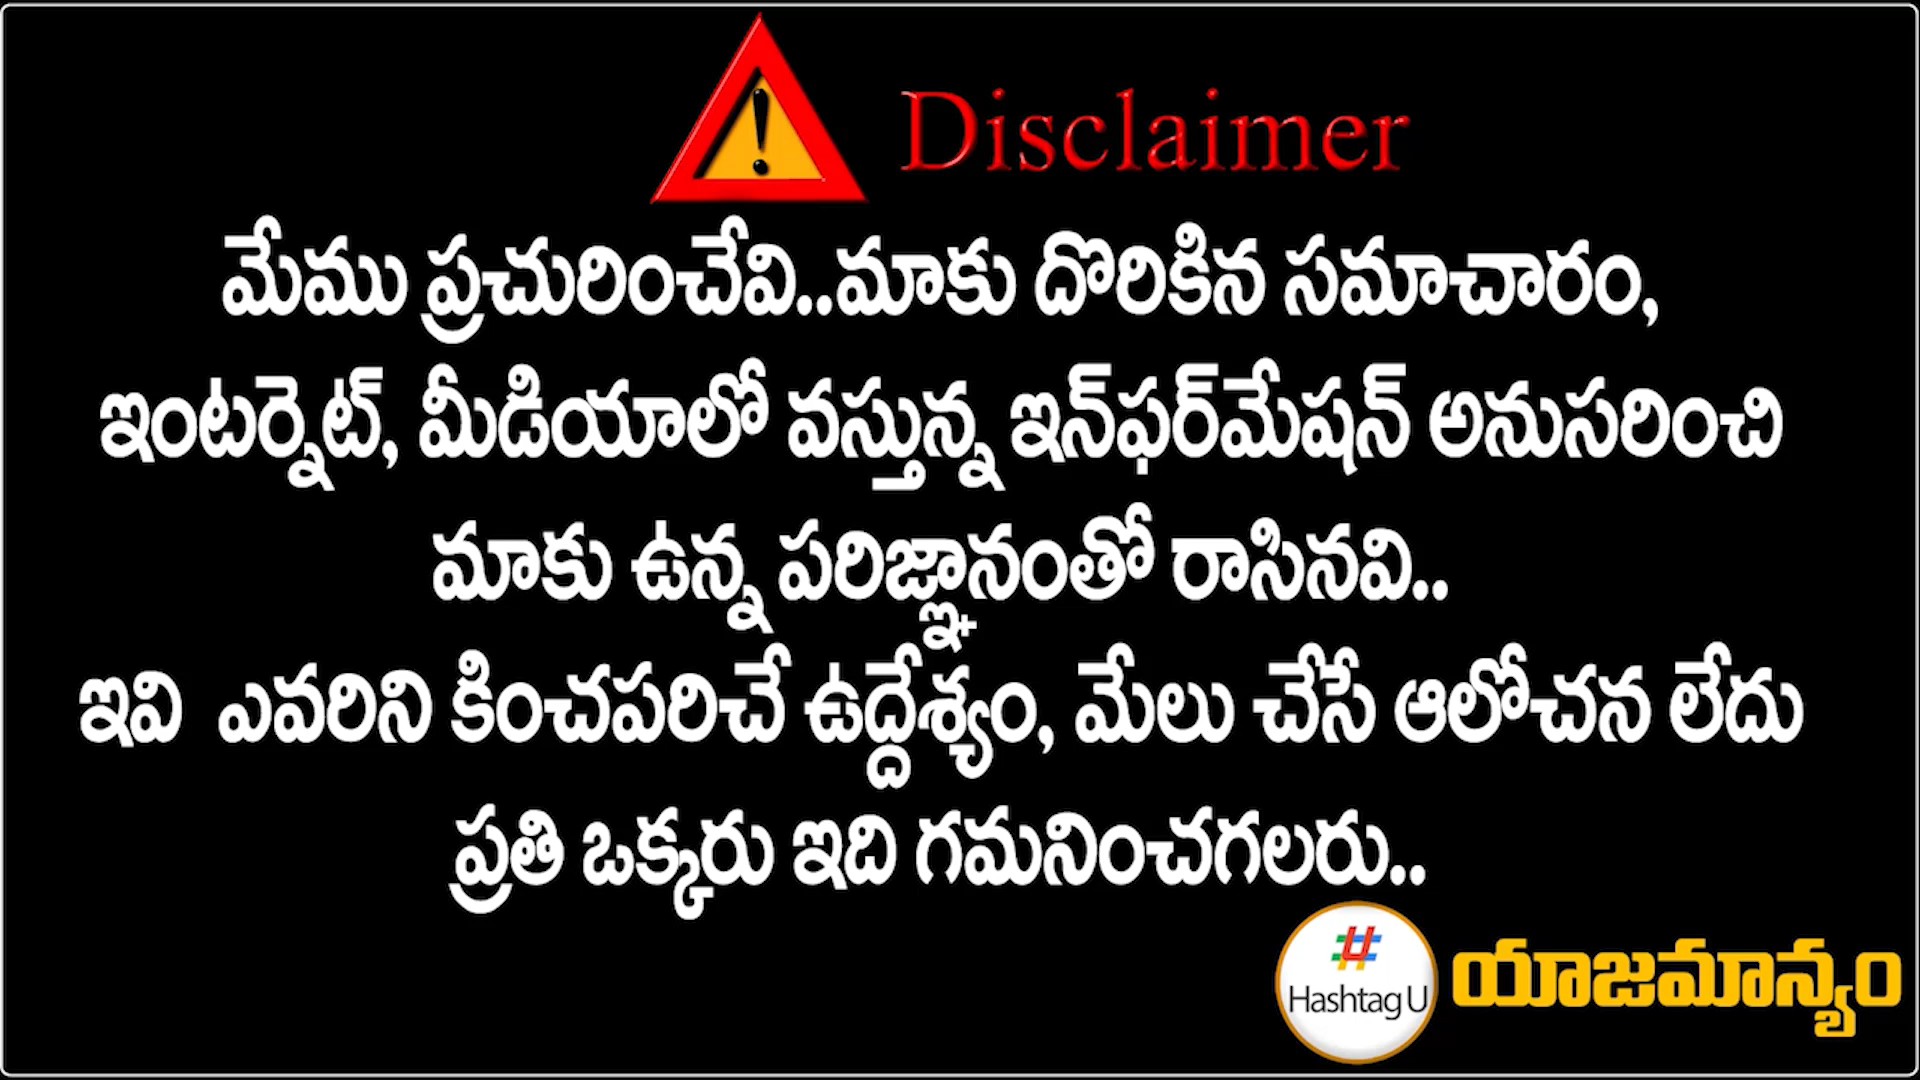 Disclaimer
మేము ప్రచురించేవి..మాకు దొరికిన సమాచారం,
ఇంటర్నెట్, మీడియాలో వస్తున్న ఇన్‌ఫర్‌మేషన్ అనుసరించి
మాకు ఉన్న పరిజ్ఞానంతో రాసినవి..
ఇవి ఎవరిని కించపరిచే ఉద్దేశ్యం, మేలు చేసే ఆలోచన లేదు
ప్రతి ఒక్కరు ఇది గమనించగలరు..
# Hashtag U యాజమాన్యం